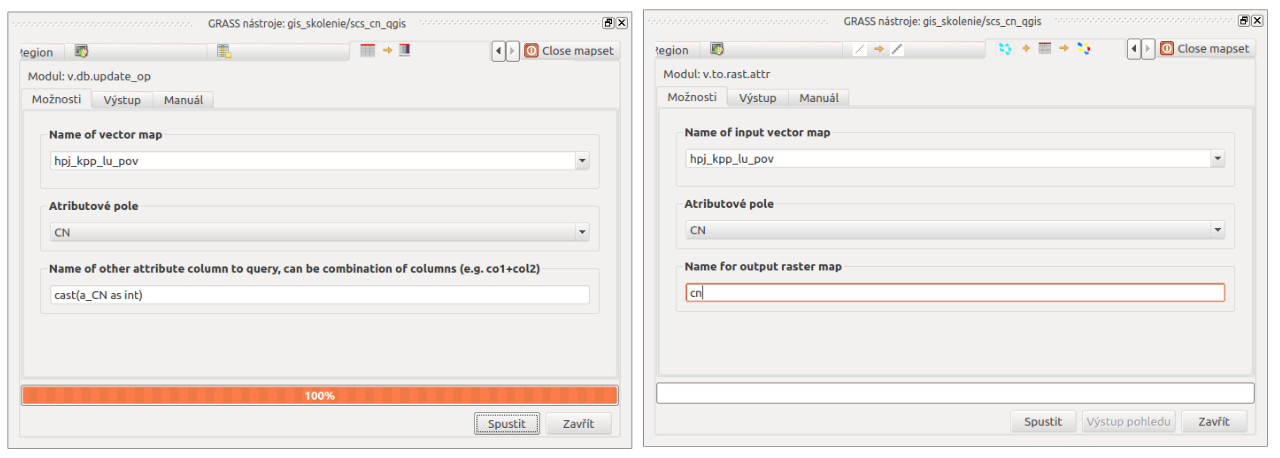 GRASS nástroje: gis_skolenie/scs_cn_qgis
region
Close mapset
Modul: v.db.update_op
Možnosti
Výstup
Manuál
Name of vector map
hpj_kpp_lu_pov
Atributové pole
CN
Name of other attribute column to query, can be combination of columns (e.g. co1+col2)
cast(a_CN as int)
100%
Spustit
Zavřít
GRASS nástroje: gis_skolenie/scs_cn_qgis
region
Close mapset
Modul: v.to.rast.attr
Možnosti
Výstup
Manuál
Name of input vector map
hpj_kpp_lu_pov
Atributové pole
CN
Name for output raster map
cn
Spustit
Výstup pohledu
Zavřít